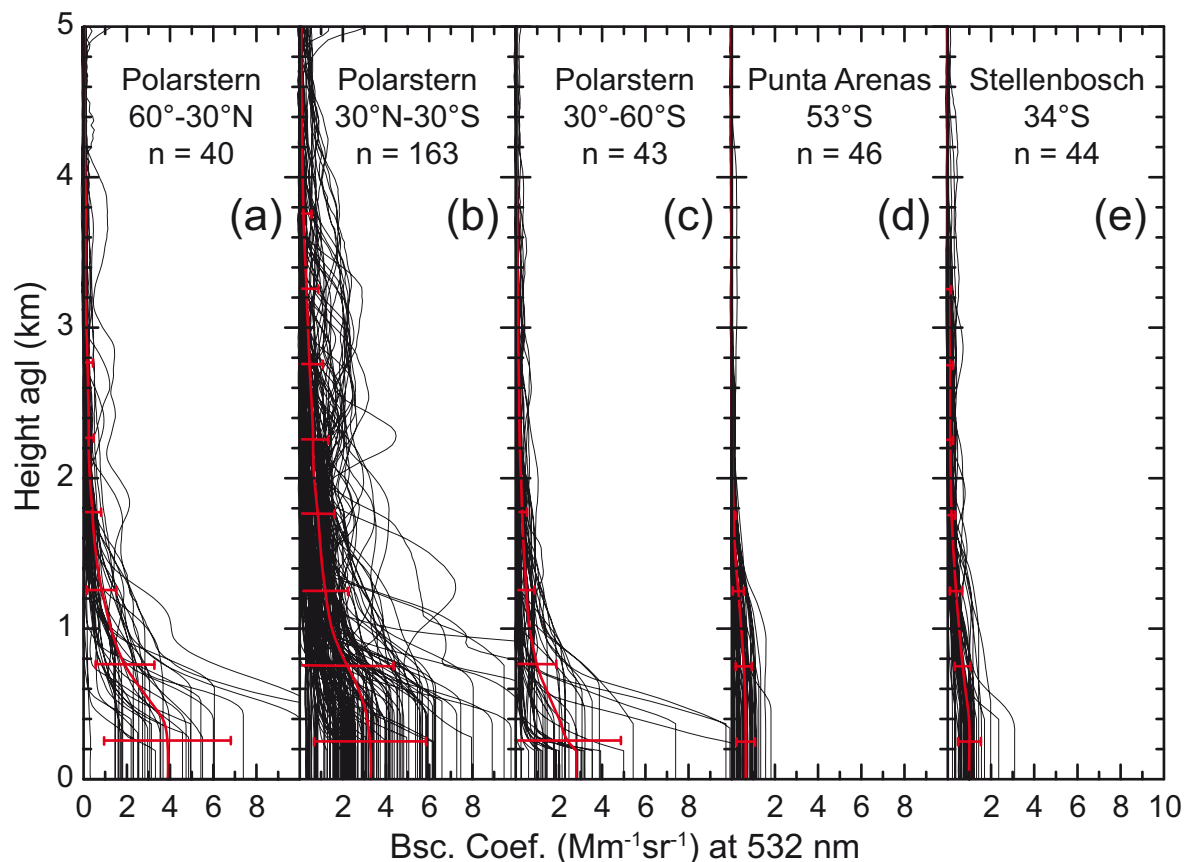 5
4
3
2
1
0
Height agl (km)
Polarstern
60°-30°N
n = 40
(a)
Polarstern
30°N-30°S
n = 163
(b)
Polarstern
30°-60°S
n = 43
(c)
Punta Arenas
53°S
n = 46
(d)
Stellenbosch
34°S
n = 44
(e)
0 2 4 6 8 2 4 6 8 2 4 6 8 2 4 6 8 2 4 6 8 10
Bsc. Coef. (Mm⁻¹sr⁻¹) at 532 nm